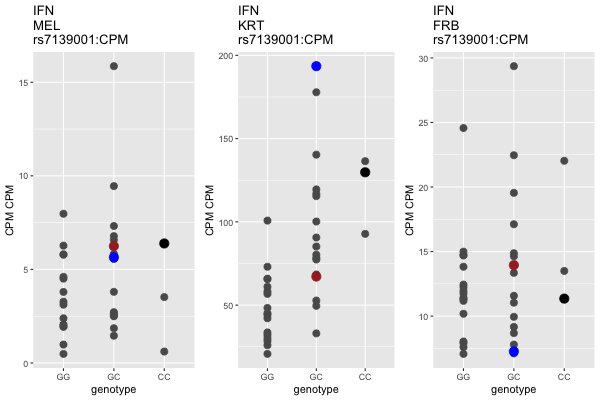 IFN
MEL
rs7139001:CPM
CPM CPM
15
10
5
0
GG GC CC
genotype
IFN
KRT
rs7139001:CPM
CPM CPM
200
150
100
50
GG GC CC
genotype
IFN
FRB
rs7139001:CPM
CPM CPM
30
25
20
15
10
GG GC CC
genotype